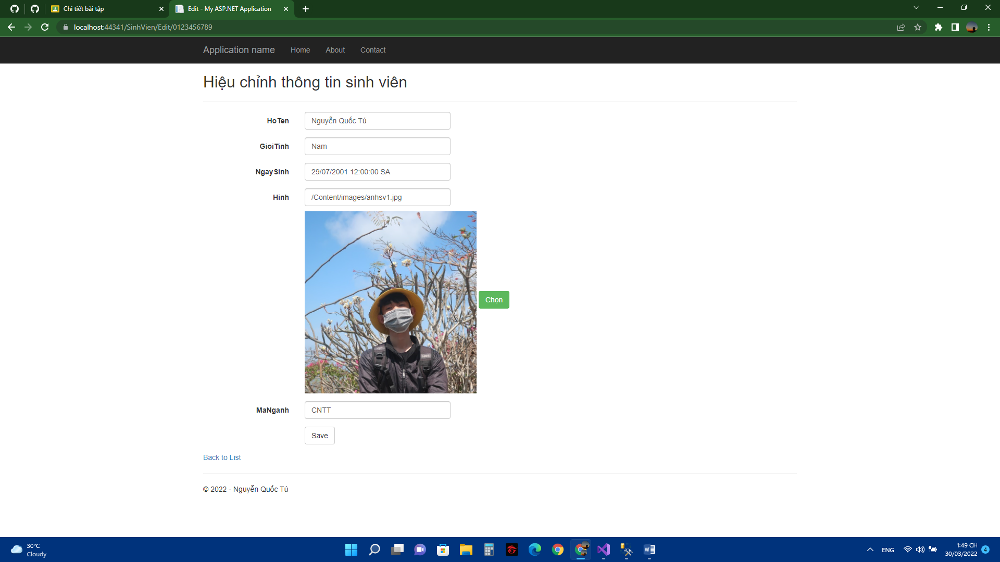 Chi tiết bài tập
Edit - My ASP.NET Application
localhost:44341/SinhVien/Edit/0123456789
Application name Home About Contact
Hiệu chỉnh thông tin sinh viên
HoTen Nguyễn Quốc Tú
GioiTinh Nam
NgaySinh 29/07/2001 12:00:00 SA
Hinh /Content/images/anhsv1.jpg
Chọn
MaNganh CNTT
Save
Back to List
© 2022 - Nguyễn Quốc Tú
30°C
Cloudy
ENG
1:49 CH
30/03/2022
4